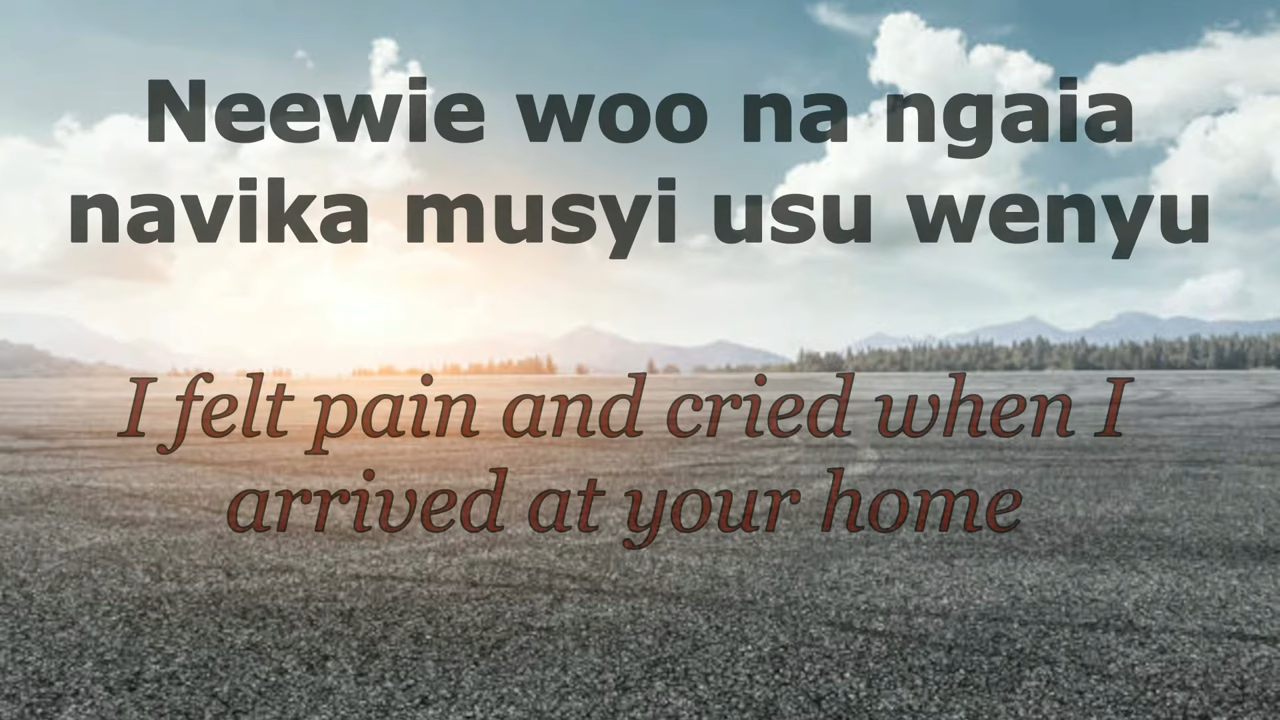 Neewie woo na ngaia
navika musyi usu wenyu
I felt pain and cried when I
arrived at your home